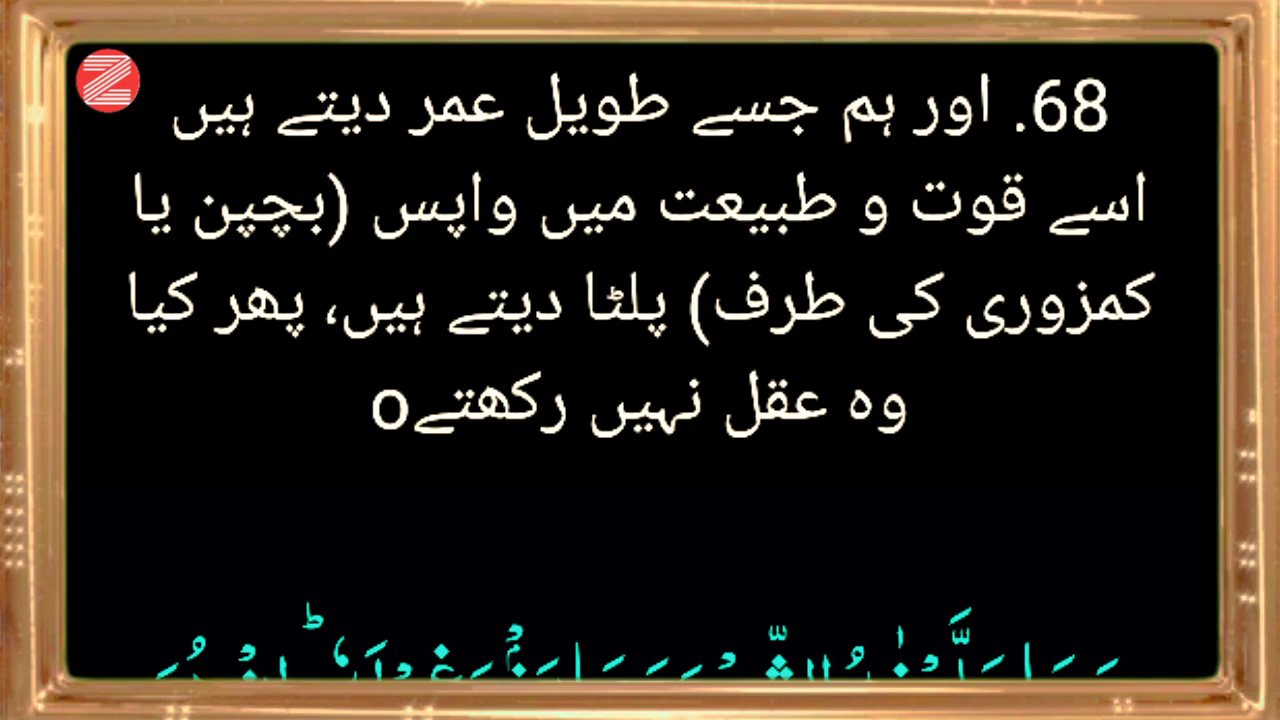 68. اور ہم جسے طویل عمر دیتے ہیں
اسے قوت و طبیعت میں واپس (بچپن یا
کمزوری کی طرف) پلٹا دیتے ہیں، پھر کیا
وہ عقل نہیں رکھتےo